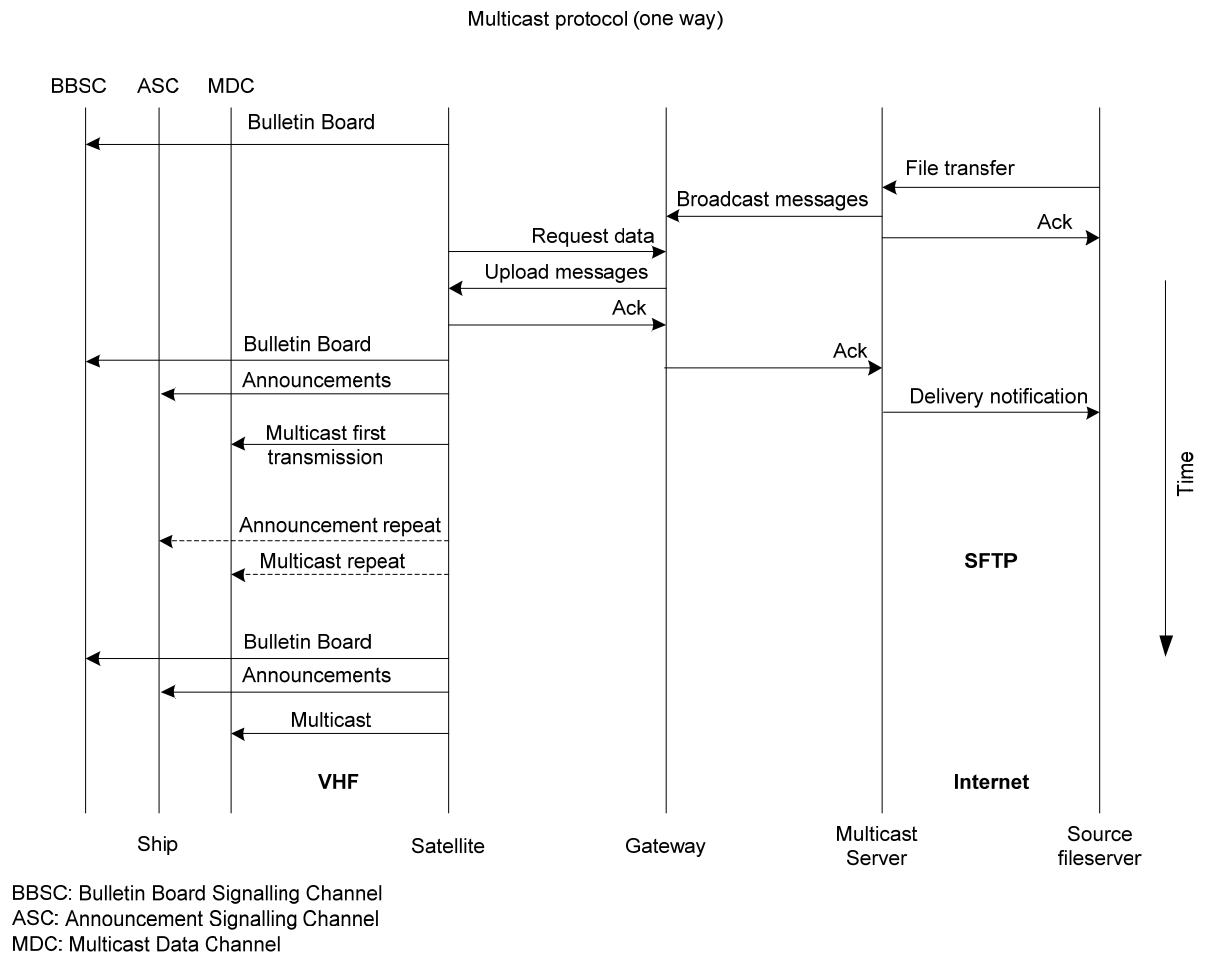 Multicast protocol (one way)
BBSC ASC MDC
Bulletin Board
File transfer
Broadcast messages
Ack
Request data
Upload messages
Ack
Bulletin Board
Ack
Announcements
Delivery notification
Multicast first
transmission
Time
Announcement repeat
Multicast repeat
SFTP
Bulletin Board
Announcements
Multicast
VHF
Internet
Ship
Satellite
Gateway
Multicast
Server
Source
fileserver
BBSC: Bulletin Board Signalling Channel
ASC: Announcement Signalling Channel
MDC: Multicast Data Channel